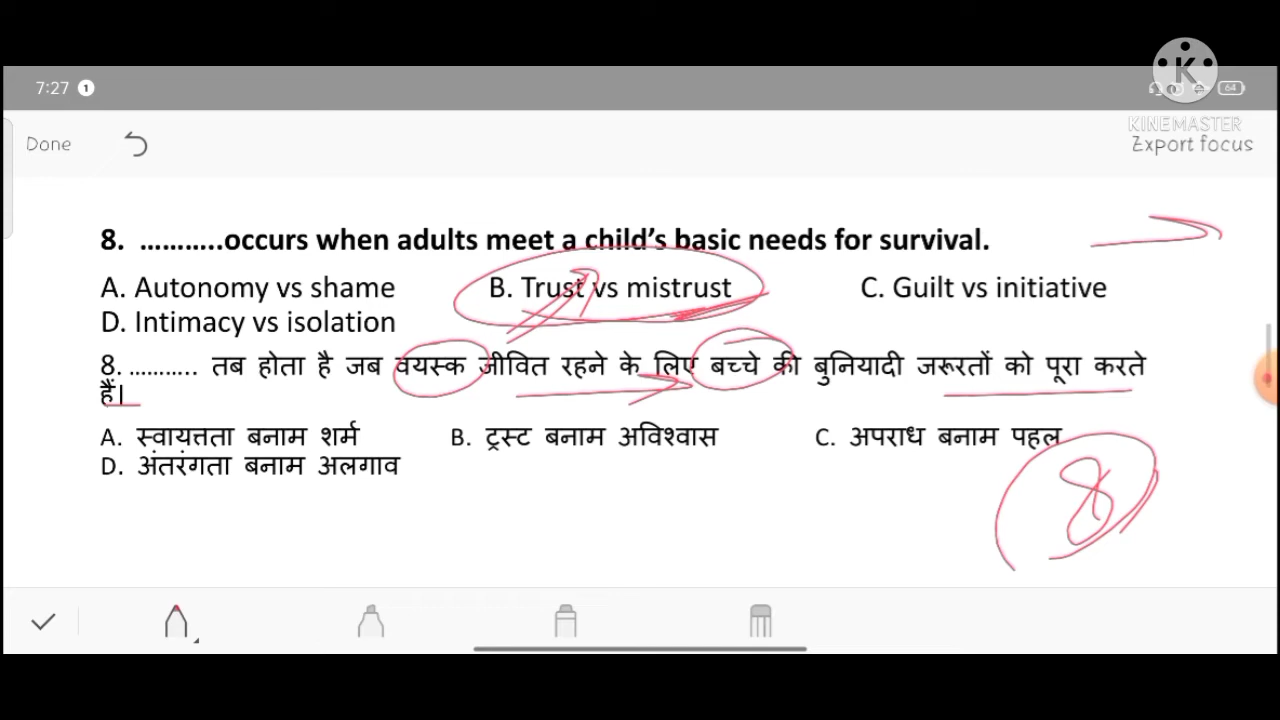 7:27 1
64
KINEMASTER
Done
Export focus
8. ………..occurs when adults meet a child’s basic needs for survival.
A. Autonomy vs shame B. Trust vs mistrust C. Guilt vs initiative
D. Intimacy vs isolation
8. ……….. तब होता है जब वयस्क जीवित रहने के लिए बच्चे की बुनियादी जरूरतों को पूरा करते
हैं।
A. स्वायत्तता बनाम शर्म B. ट्रस्ट बनाम अविश्वास C. अपराध बनाम पहल
D. अंतरंगता बनाम अलगाव
8